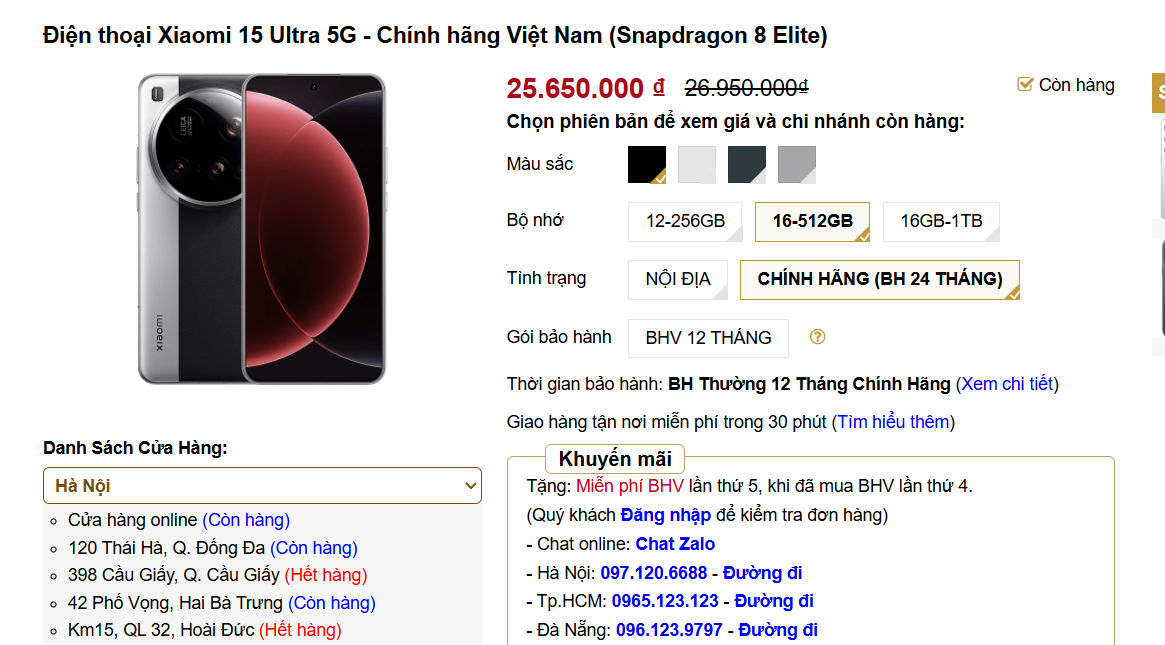 Điện thoại Xiaomi 15 Ultra 5G - Chính hãng Việt Nam (Snapdragon 8 Elite)
LEICA
xiaomi
25.650.000 ₫ 26.950.000₫
Còn hàng
Chọn phiên bản để xem giá và chi nhánh còn hàng:
Màu sắc
Bộ nhớ 12-256GB 16-512GB 16GB-1TB
Tình trạng NỘI ĐỊA CHÍNH HÃNG (BH 24 THÁNG)
Gói bảo hành BHV 12 THÁNG ?
Thời gian bảo hành: BH Thường 12 Tháng Chính Hãng (Xem chi tiết)
Giao hàng tận nơi miễn phí trong 30 phút (Tìm hiểu thêm)
Danh Sách Cửa Hàng:
Hà Nội
Cửa hàng online (Còn hàng)
120 Thái Hà, Q. Đống Đa (Còn hàng)
398 Cầu Giấy, Q. Cầu Giấy (Hết hàng)
42 Phố Vọng, Hai Bà Trưng (Còn hàng)
Km15, QL 32, Hoài Đức (Hết hàng)
Khuyến mãi
Tặng: Miễn phí BHV lần thứ 5, khi đã mua BHV lần thứ 4.
(Quý khách Đăng nhập để kiểm tra đơn hàng)
- Chat online: Chat Zalo
- Hà Nội: 097.120.6688 - Đường đi
- Tp.HCM: 0965.123.123 - Đường đi
- Đà Nẵng: 096.123.9797 - Đường đi